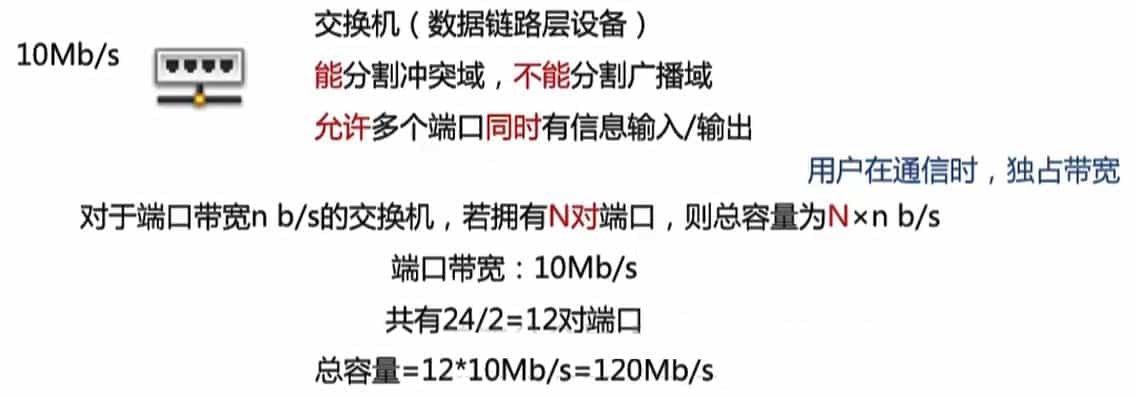 交换机（数据链路层设备）
10Mb/s
能分割冲突域，不能分割广播域
允许多个端口同时有信息输入/输出
用户在通信时，独占带宽
对于端口带宽n b/s的交换机，若拥有N对端口，则总容量为N×n b/s
端口带宽：10Mb/s
共有24/2=12对端口
总容量=12*10Mb/s=120Mb/s